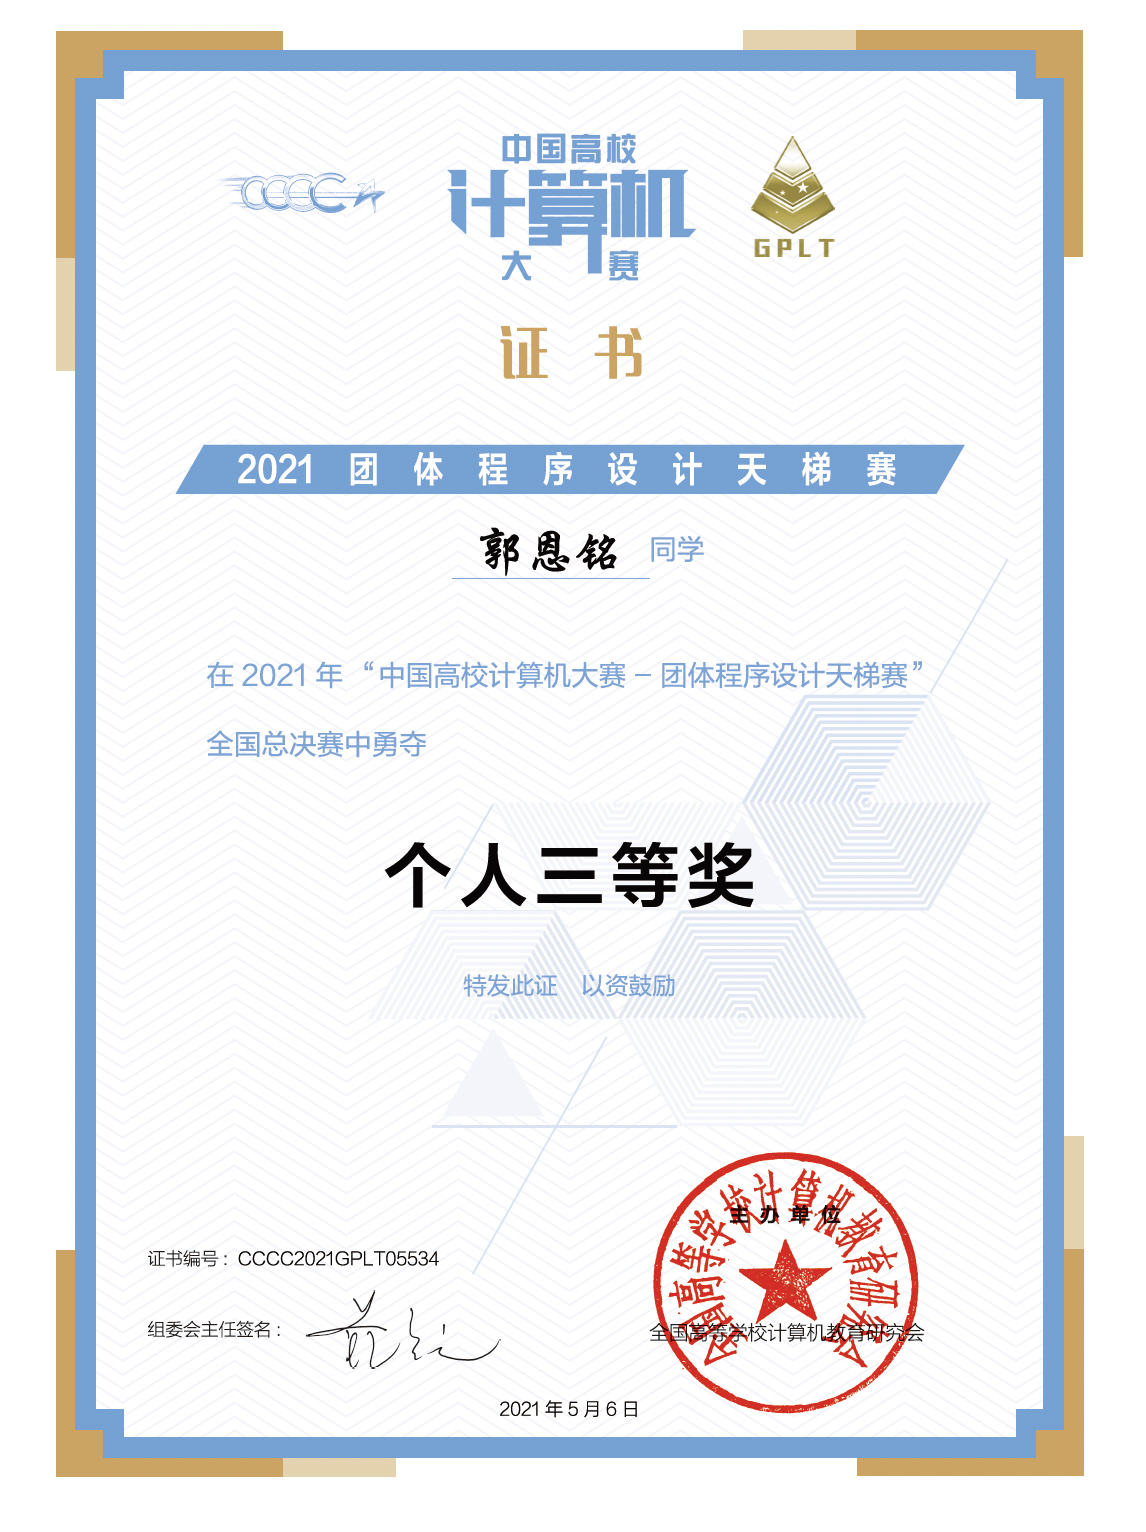 CCCC
中国高校
计算机
大赛
GPLT
证书
2021团体程序设计天梯赛
郭恩铭 同学
在 2021 年 “中国高校计算机大赛 – 团体程序设计天梯赛”
全国总决赛中勇夺
个人三等奖
特发此证 以资鼓励
主办单位
全国高等学校计算机教育研究会
证书编号：CCCC2021GPLT05534
组委会主任签名：
全国高等学校计算机教育研究会
2021 年 5 月 6 日